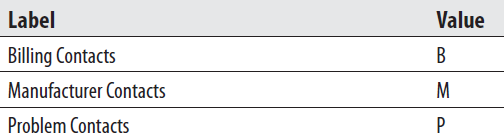 Label Value
Billing Contacts B
Manufacturer Contacts M
Problem Contacts P